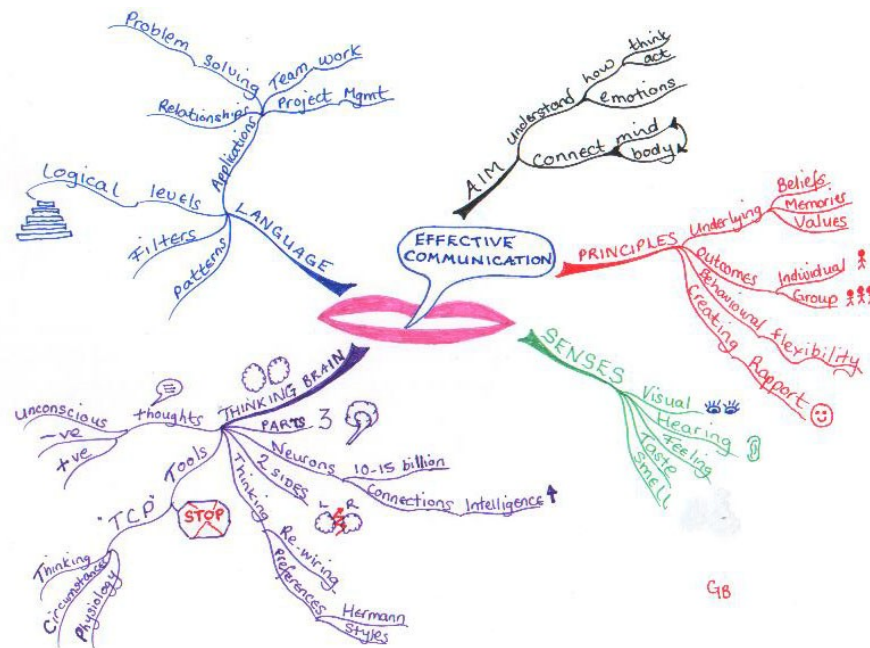 EFFECTIVE
COMMUNICATION
AIM
Understand how
think
act
emotions
Connect
mind
body
PRINCIPLES
Underlying
Beliefs
Memories
Values
Outcomes
Individual
Group
Behavioural flexibility
Creating Rapport
SENSES
Visual
Hearing
Feeling
Taste
Smell
THINKING BRAIN
PARTS 3
Neurons
10-15 billion
Connections Intelligence
2 SIDES
L R
Thinking
Re-wiring
Preferences
Hermann
Styles
Tools
STOP
"TCP"
Thinking
Circumstances
Physiology
thoughts
unconscious
-ve
+ve
LANGUAGE
Applications
Problem solving
Team work
Relationships
Project Mgmt
Logical levels
Filters
Patterns
GB